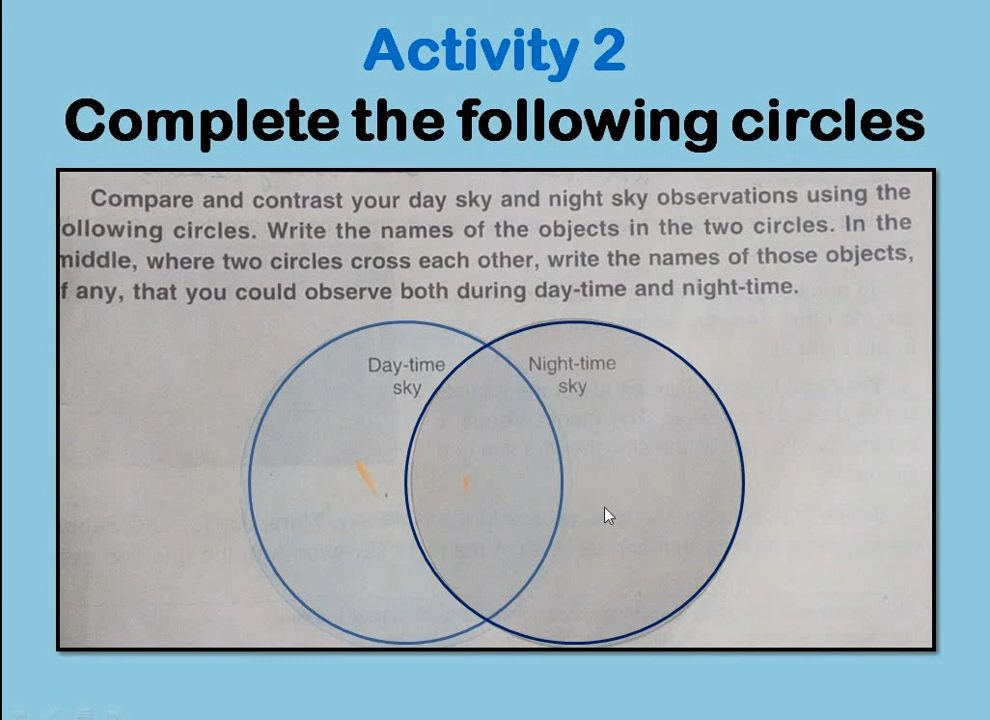 Activity 2
Complete the following circles
Compare and contrast your day sky and night sky observations using the
ollowing circles. Write the names of the objects in the two circles. In the
middle, where two circles cross each other, write the names of those objects,
f any, that you could observe both during day-time and night-time.
Day-time
sky
Night-time
sky